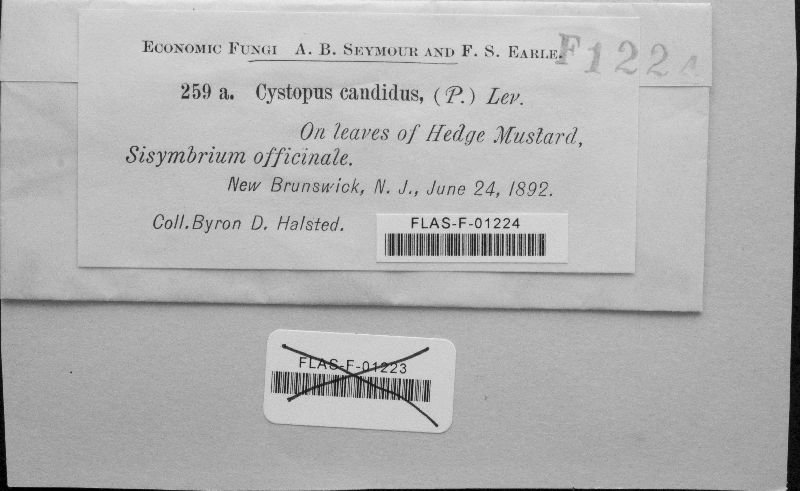 Economic Fungi A. B. Seymour and F. S. Earle.
F1224
259 a. Cystopus candidus, (P.) Lev.
On leaves of Hedge Mustard,
Sisymbrium officinale.
New Brunswick, N. J., June 24, 1892.
Coll. Byron D. Halsted.
FLAS-F-01224
FLAS-F-01223